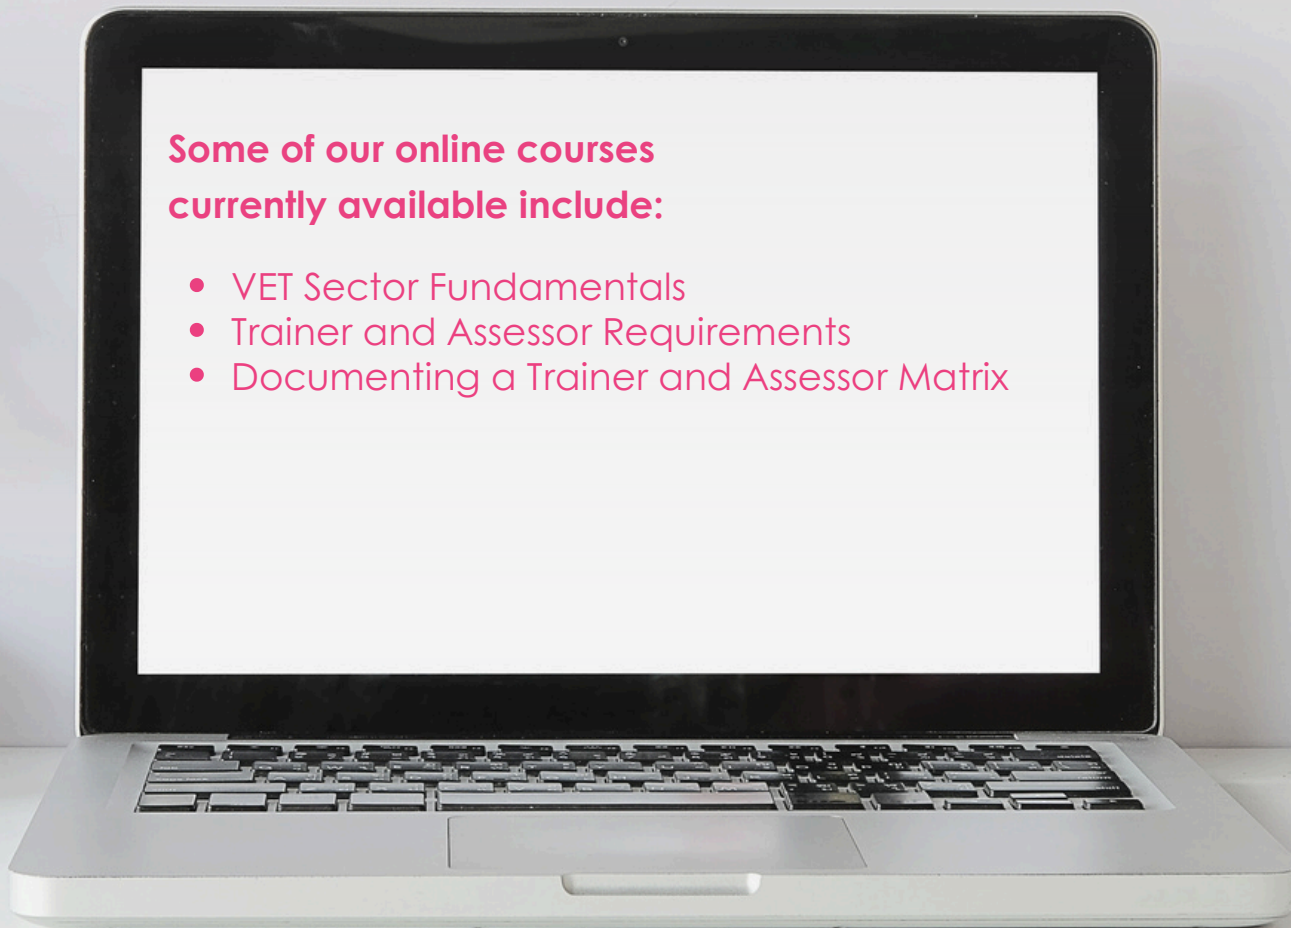 Some of our online courses
currently available include:
• VET Sector Fundamentals
• Trainer and Assessor Requirements
• Documenting a Trainer and Assessor Matrix